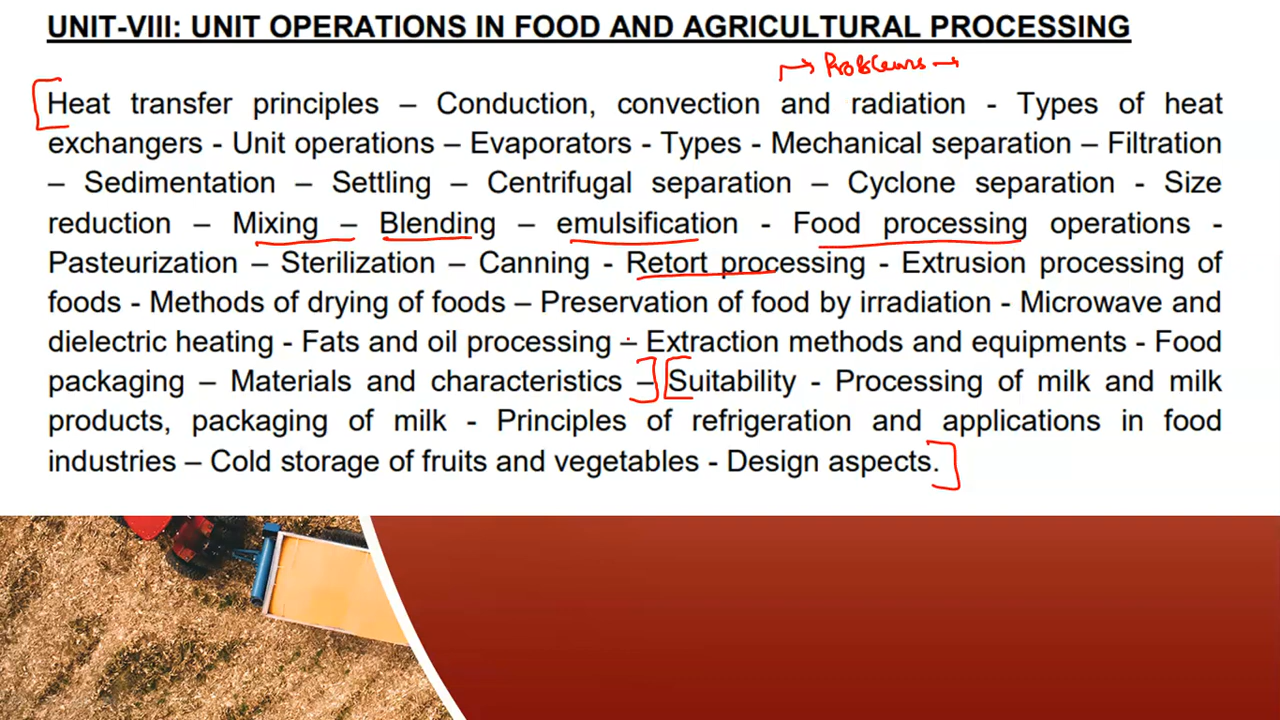 UNIT-VIII: UNIT OPERATIONS IN FOOD AND AGRICULTURAL PROCESSING
Problems
Heat transfer principles – Conduction, convection and radiation - Types of heat
exchangers - Unit operations – Evaporators - Types - Mechanical separation – Filtration
– Sedimentation – Settling – Centrifugal separation – Cyclone separation - Size
reduction – Mixing – Blending – emulsification - Food processing operations -
Pasteurization – Sterilization – Canning - Retort processing - Extrusion processing of
foods - Methods of drying of foods – Preservation of food by irradiation - Microwave and
dielectric heating - Fats and oil processing – Extraction methods and equipments - Food
packaging – Materials and characteristics – Suitability - Processing of milk and milk
products, packaging of milk - Principles of refrigeration and applications in food
industries – Cold storage of fruits and vegetables - Design aspects.